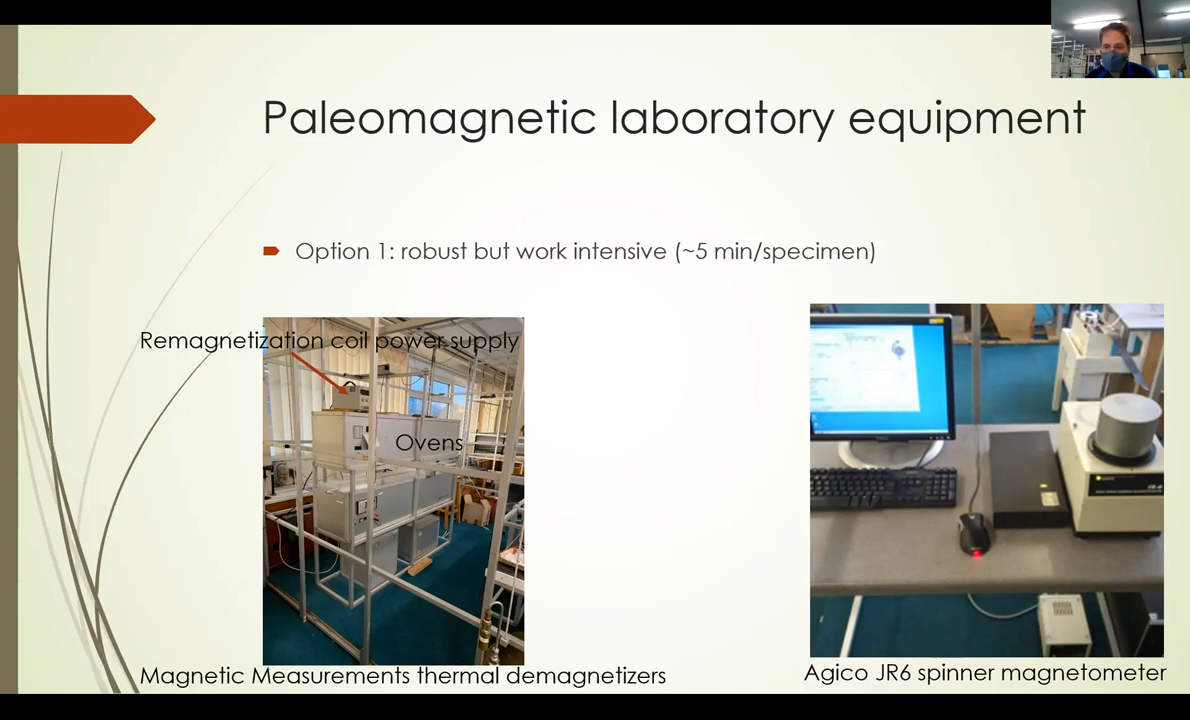 Paleomagnetic laboratory equipment
Option 1: robust but work intensive (~5 min/specimen)
Remagnetization coil power supply
Ovens
Magnetic Measurements thermal demagnetizers
Agico JR6 spinner magnetometer